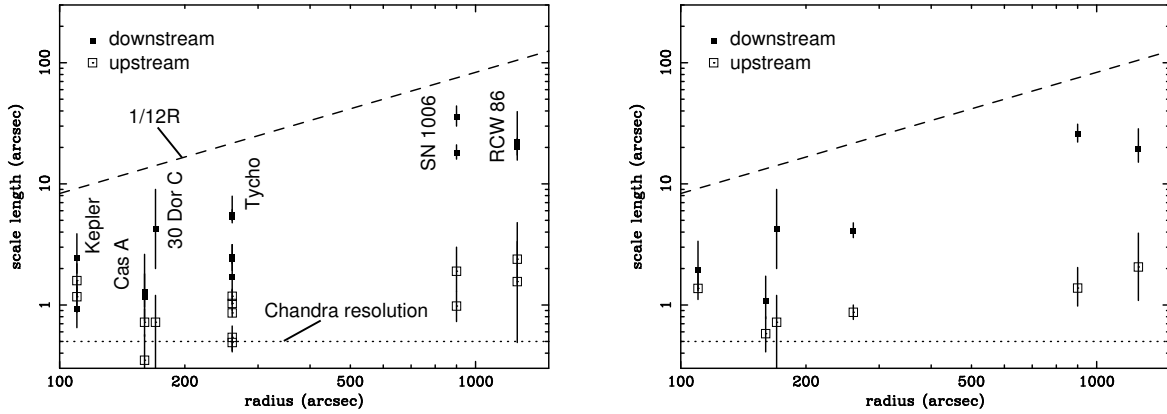 downstream
upstream
1/12R
Kepler
Cas A
30 Dor C
Tycho
SN 1006
RCW 86
Chandra resolution
scale length (arcsec)
100
10
1
100
200
500
1000
radius (arcsec)
downstream
upstream
scale length (arcsec)
100
10
1
100
200
500
1000
radius (arcsec)